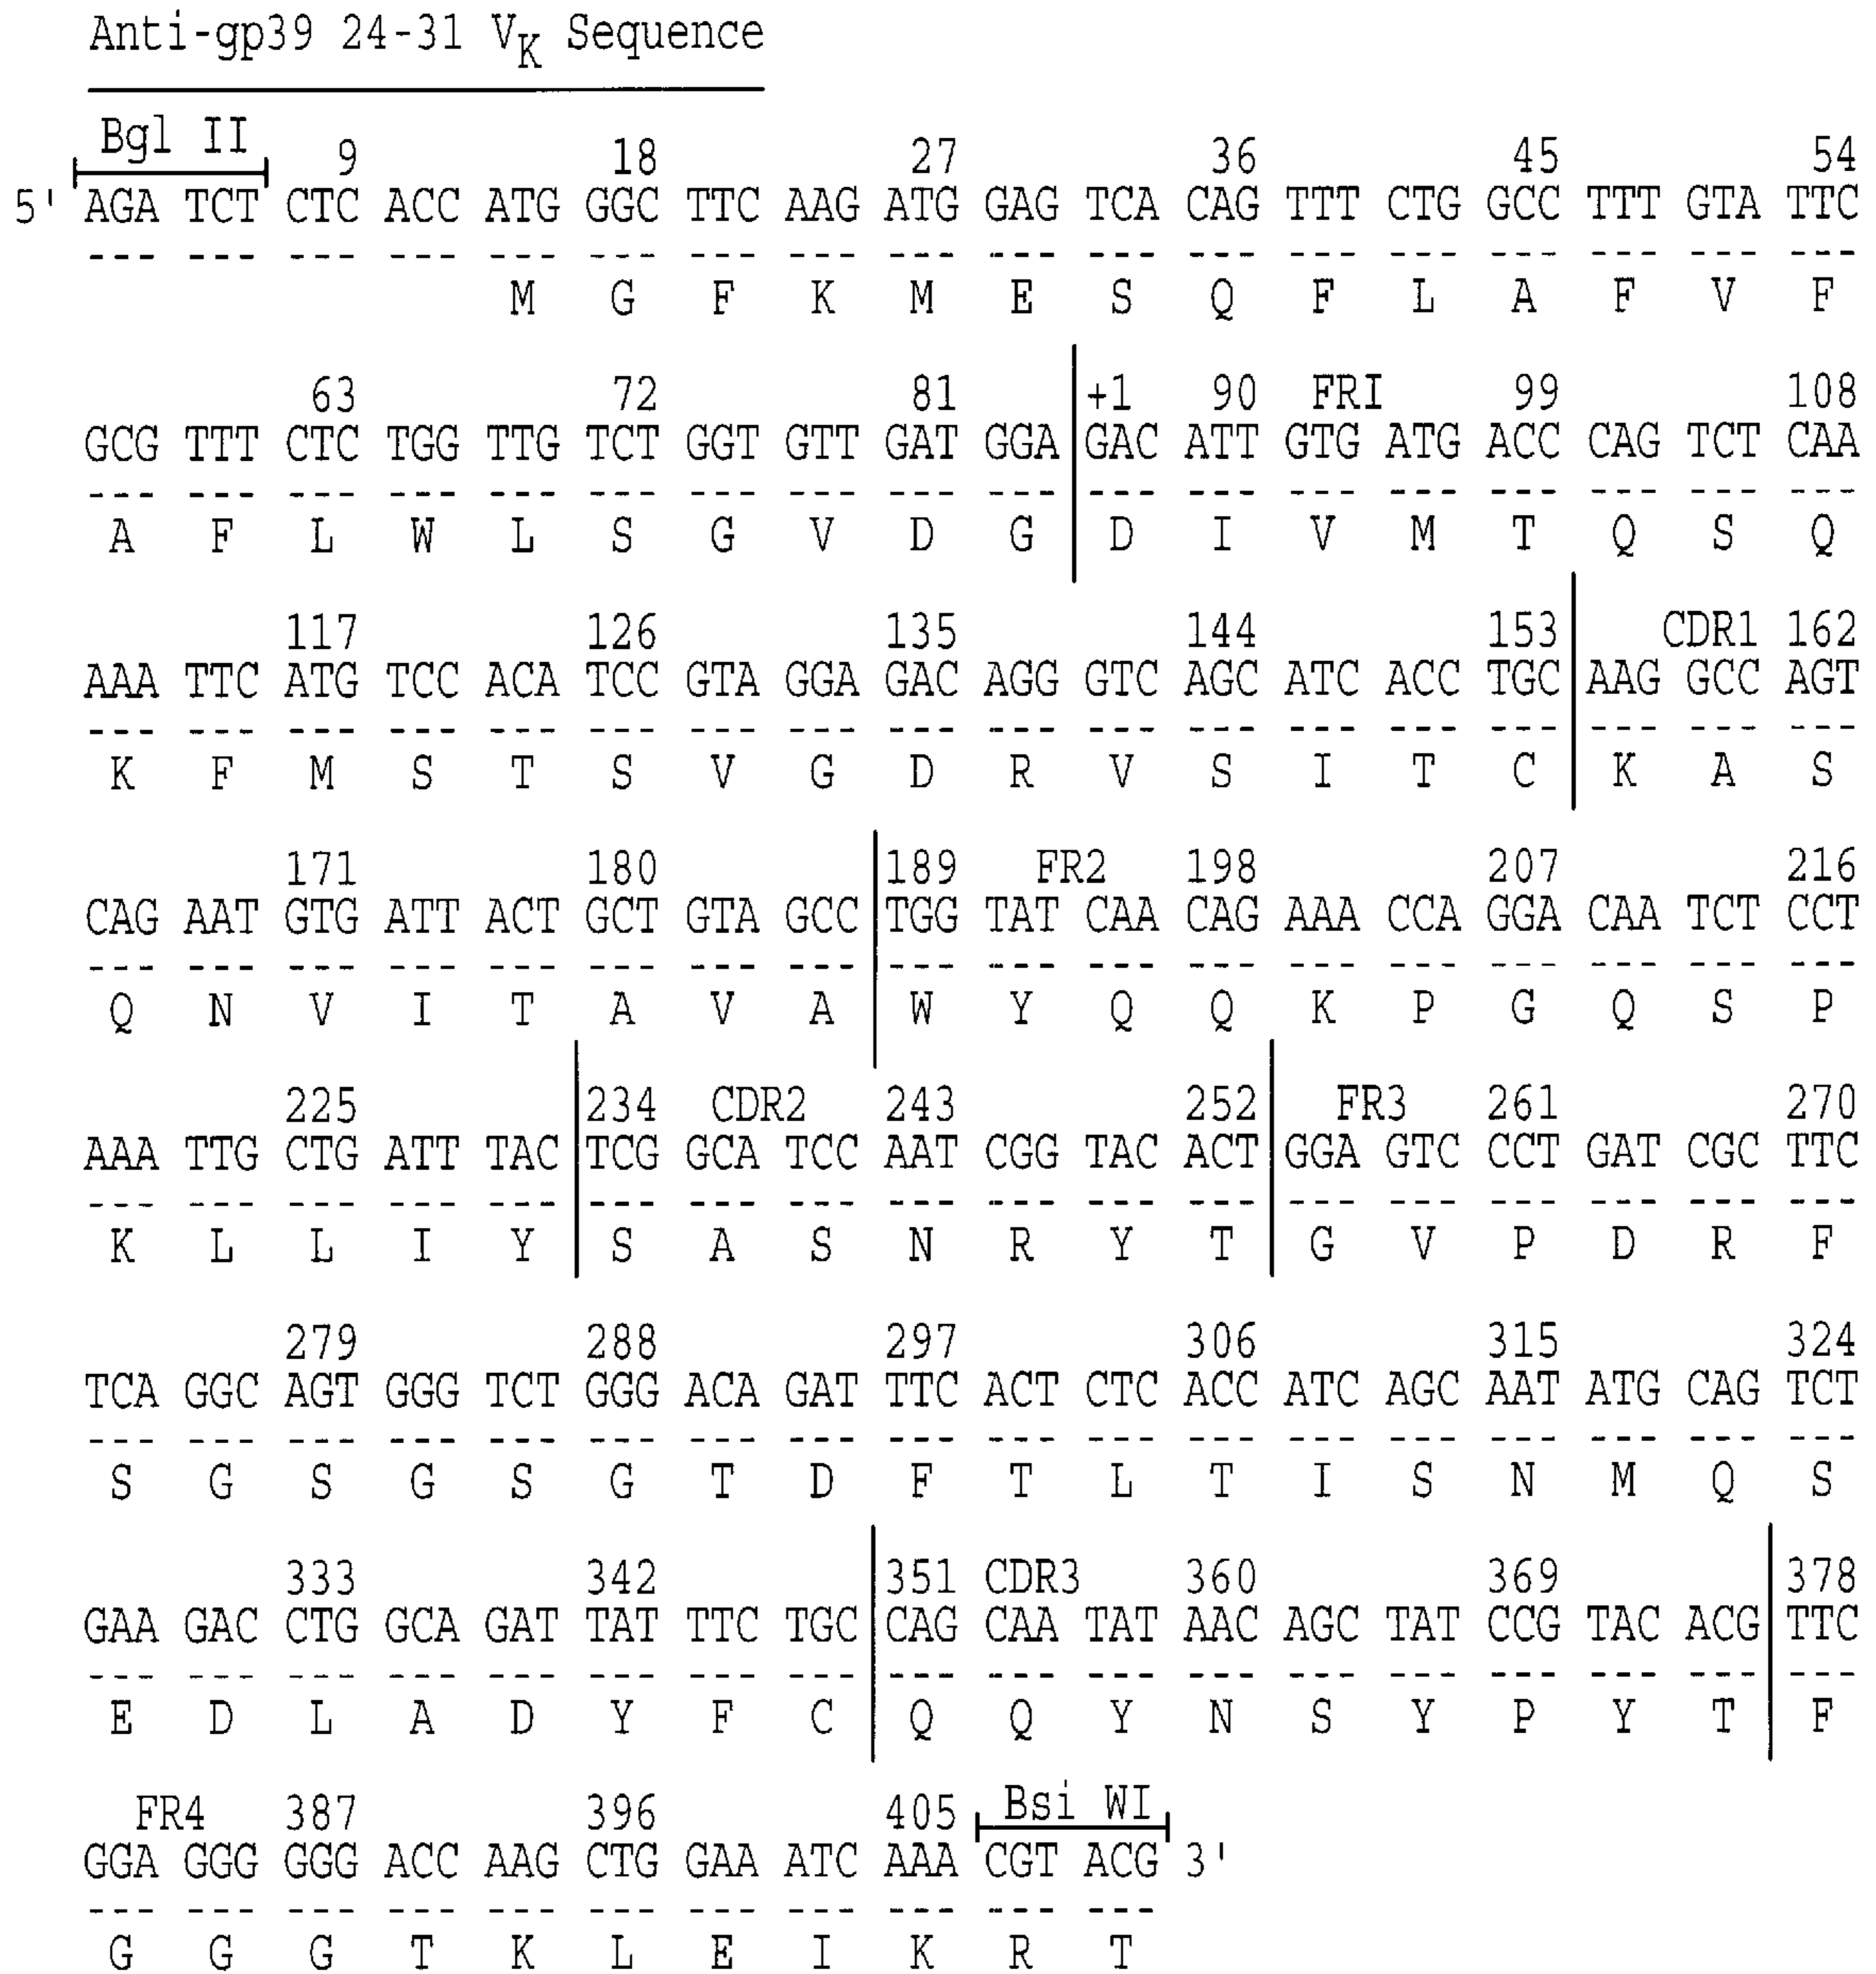 Anti-gp39 24-31 VK Sequence
Bgl II 9 18 27 36 45 54
5' AGA TCT CTC ACC ATG GGC TTC AAG ATG GAG TCA CAG TTT CTG GCC TTT GTA TTC
--- --- --- --- --- --- --- --- --- --- --- --- --- --- --- --- --- ---
M G F K M E S Q F L A F V F
63 72 81 +1 90 FRI 99 108
GCG TTT CTC TGG TTG TCT GGT GTT GAT GGA GAC ATT GTG ATG ACC CAG TCT CAA
--- --- --- --- --- --- --- --- --- --- --- --- --- --- --- --- --- ---
A F L W L S G V D G D I V M T Q S Q
117 126 135 144 153 CDR1 162
AAA TTC ATG TCC ACA TCC GTA GGA GAC AGG GTC AGC ATC ACC TGC AAG GCC AGT
--- --- --- --- --- --- --- --- --- --- --- --- --- --- --- --- --- ---
K F M S T S V G D R V S I T C K A S
171 180 189 FR2 198 207 216
CAG AAT GTG ATT ACT GCT GTA GCC TGG TAT CAA CAG AAA CCA GGA CAA TCT CCT
--- --- --- --- --- --- --- --- --- --- --- --- --- --- --- --- --- ---
Q N V I T A V A W Y Q Q K P G Q S P
225 234 CDR2 243 252 FR3 261 270
AAA TTG CTG ATT TAC TCG GCA TCC AAT CGG TAC ACT GGA GTC CCT GAT CGC TTC
--- --- --- --- --- --- --- --- --- --- --- --- --- --- --- --- --- ---
K L L I Y S A S N R Y T G V P D R F
279 288 297 306 315 324
TCA GGC AGT GGG TCT GGG ACA GAT TTC ACT CTC ACC ATC AGC AAT ATG CAG TCT
--- --- --- --- --- --- --- --- --- --- --- --- --- --- --- --- --- ---
S G S G S G T D F T L T I S N M Q S
333 342 351 CDR3 360 369 378
GAA GAC CTG GCA GAT TAT TTC TGC CAG CAA TAT AAC AGC TAT CCG TAC ACG TTC
--- --- --- --- --- --- --- --- --- --- --- --- --- --- --- --- --- ---
E D L A D Y F C Q Q Y N S Y P Y T F
FR4 387 396 405 Bsi WI
GGA GGG GGG ACC AAG CTG GAA ATC AAA CGT ACG 3'
--- --- --- --- --- --- --- --- --- --- ---
G G G T K L E I K R T